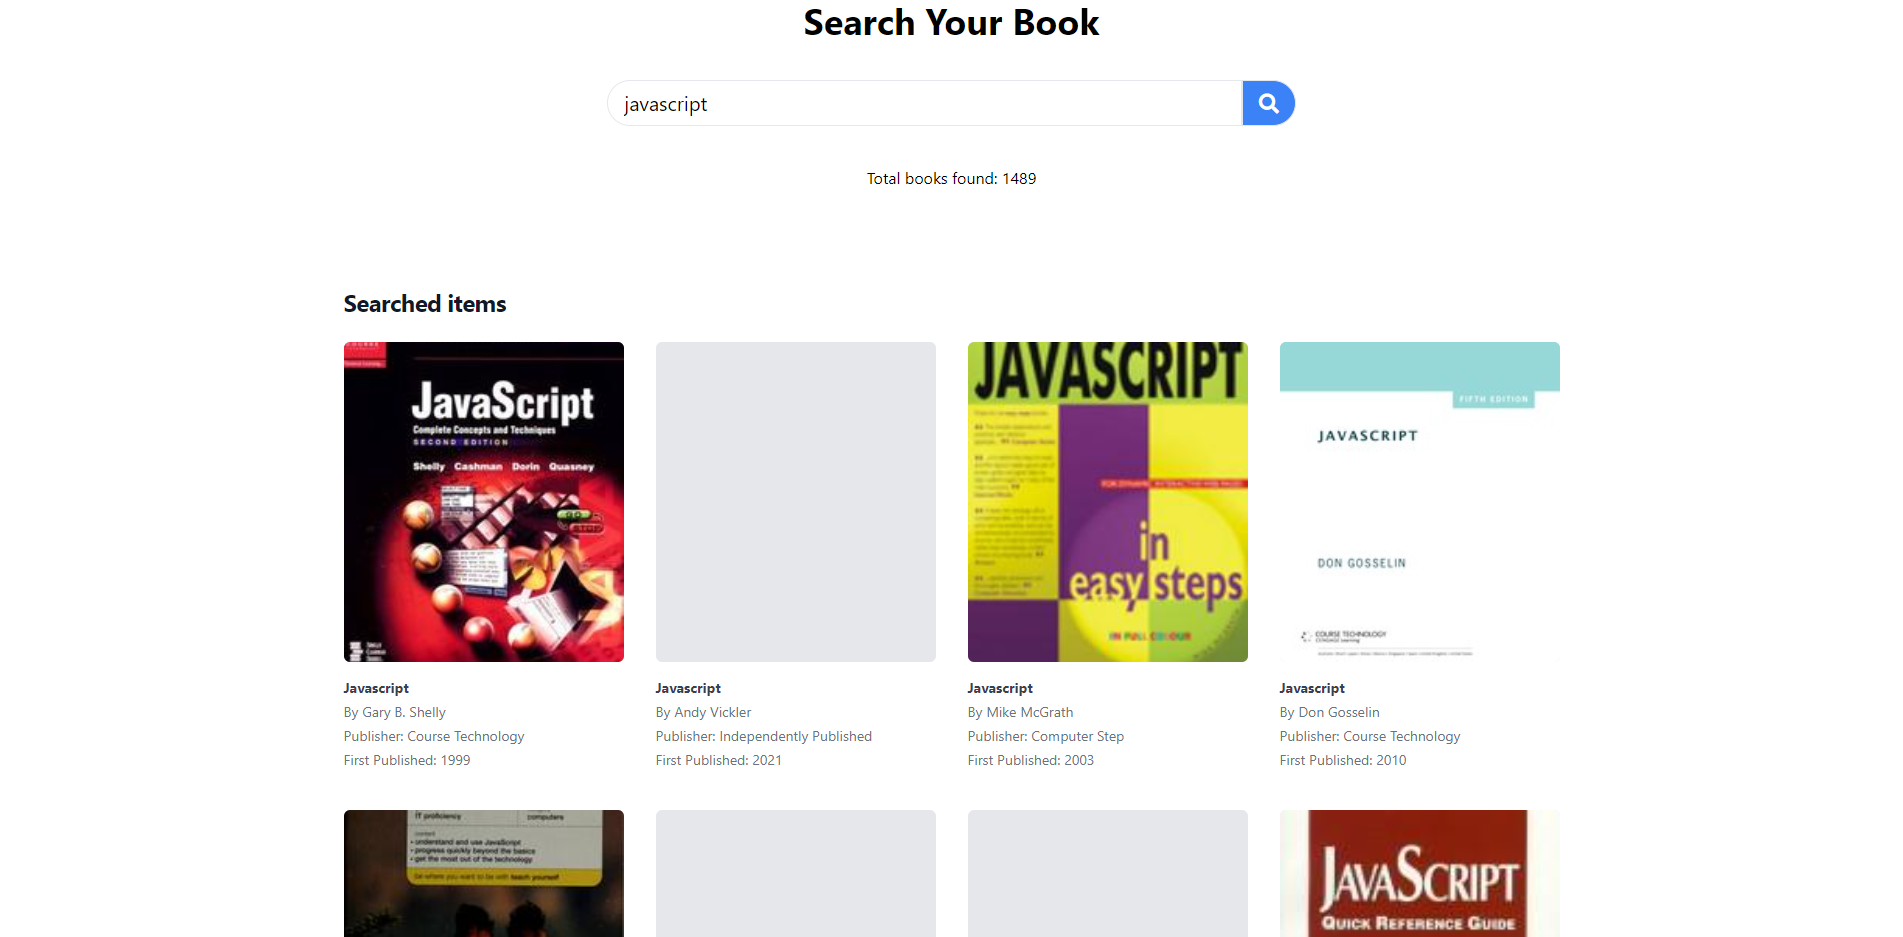 Search Your Book
javascript
Total books found: 1489
Searched items
JavaScript
Complete Concepts and Techniques
SECOND EDITION
Shelly Cashman Dorin Quasney
GO
STOP
JAVASCRIPT
in
easy steps
IN FULL COLOUR
FIFTH EDITION
JAVASCRIPT
DON GOSSELIN
COURSE TECHNOLOGY
CENGAGE Learning
Javascript
By Gary B. Shelly
Publisher: Course Technology
First Published: 1999
Javascript
By Andy Vickler
Publisher: Independently Published
First Published: 2021
Javascript
By Mike McGrath
Publisher: Computer Step
First Published: 2003
Javascript
By Don Gosselin
Publisher: Course Technology
First Published: 2010
IT proficiency
computers
content
• understand and use JavaScript
• progress quickly beyond the basics
• get the most out of the technology
be where you want to be with teach yourself
JAVASCRIPT
QUICK REFERENCE GUIDE